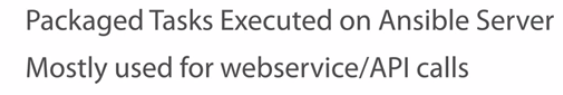 Packaged Tasks Executed on Ansible Server
Mostly used for webservice/API calls